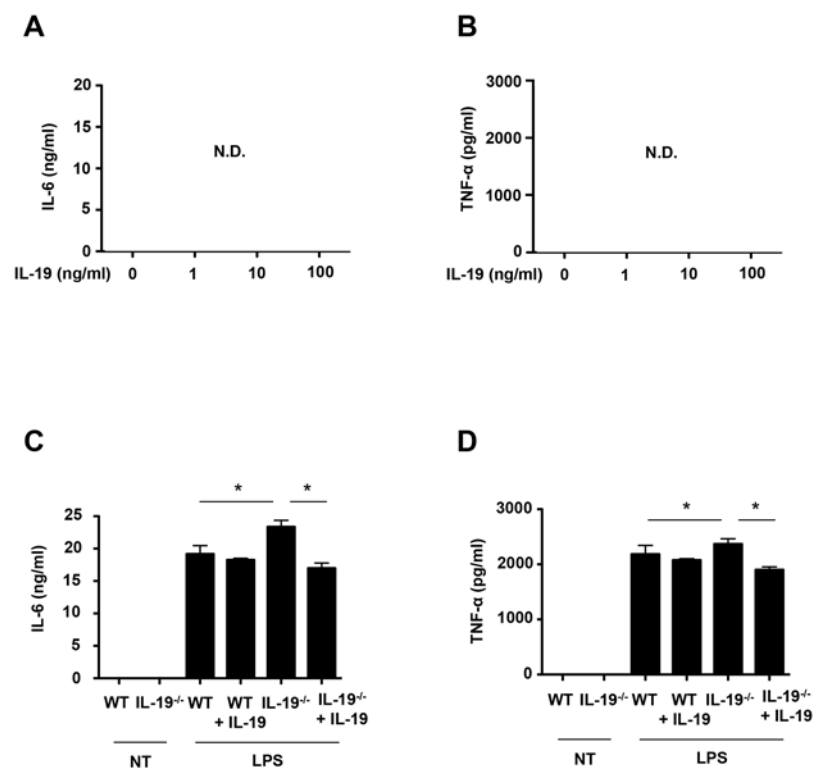 A
B
20
15
10
5
0
IL-6 (ng/ml)
N.D.
IL-19 (ng/ml) 0 1 10 100
3000
2000
1000
0
TNF-α (pg/ml)
N.D.
IL-19 (ng/ml) 0 1 10 100
C
D
25
20
15
10
5
0
IL-6 (ng/ml)
* *
WT IL-19-/- WT WT IL-19-/- IL-19-/-
+ IL-19 + IL-19
NT LPS
3000
2000
1000
0
TNF-α (pg/ml)
* *
WT IL-19-/- WT WT IL-19-/- IL-19-/-
+ IL-19 + IL-19
NT LPS